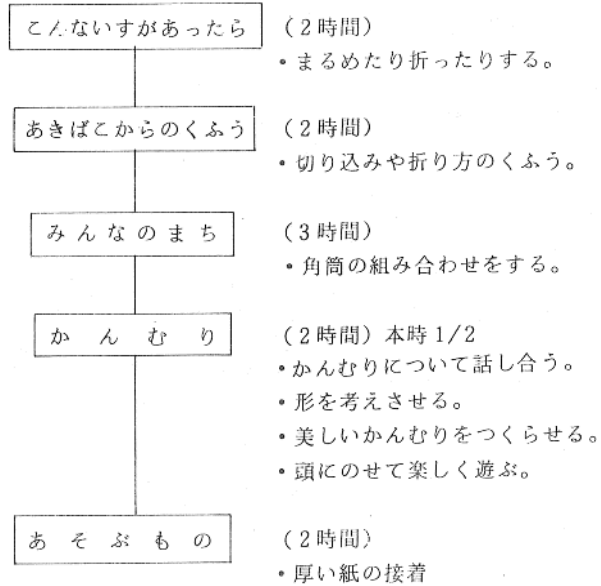 こんないすがあったら (2時間)
・まるめたり折ったりする。
あきばこからのくふう (2時間)
・切り込みや折り方のくふう。
みんなのまち (3時間)
・角筒の組み合わせをする。
かんむり (2時間) 本時1/2
・かんむりについて話し合う。
・形を考えさせる。
・美しいかんむりをつくらせる。
・頭にのせて楽しく遊ぶ。
あそぶもの (2時間)
・厚い紙の接着